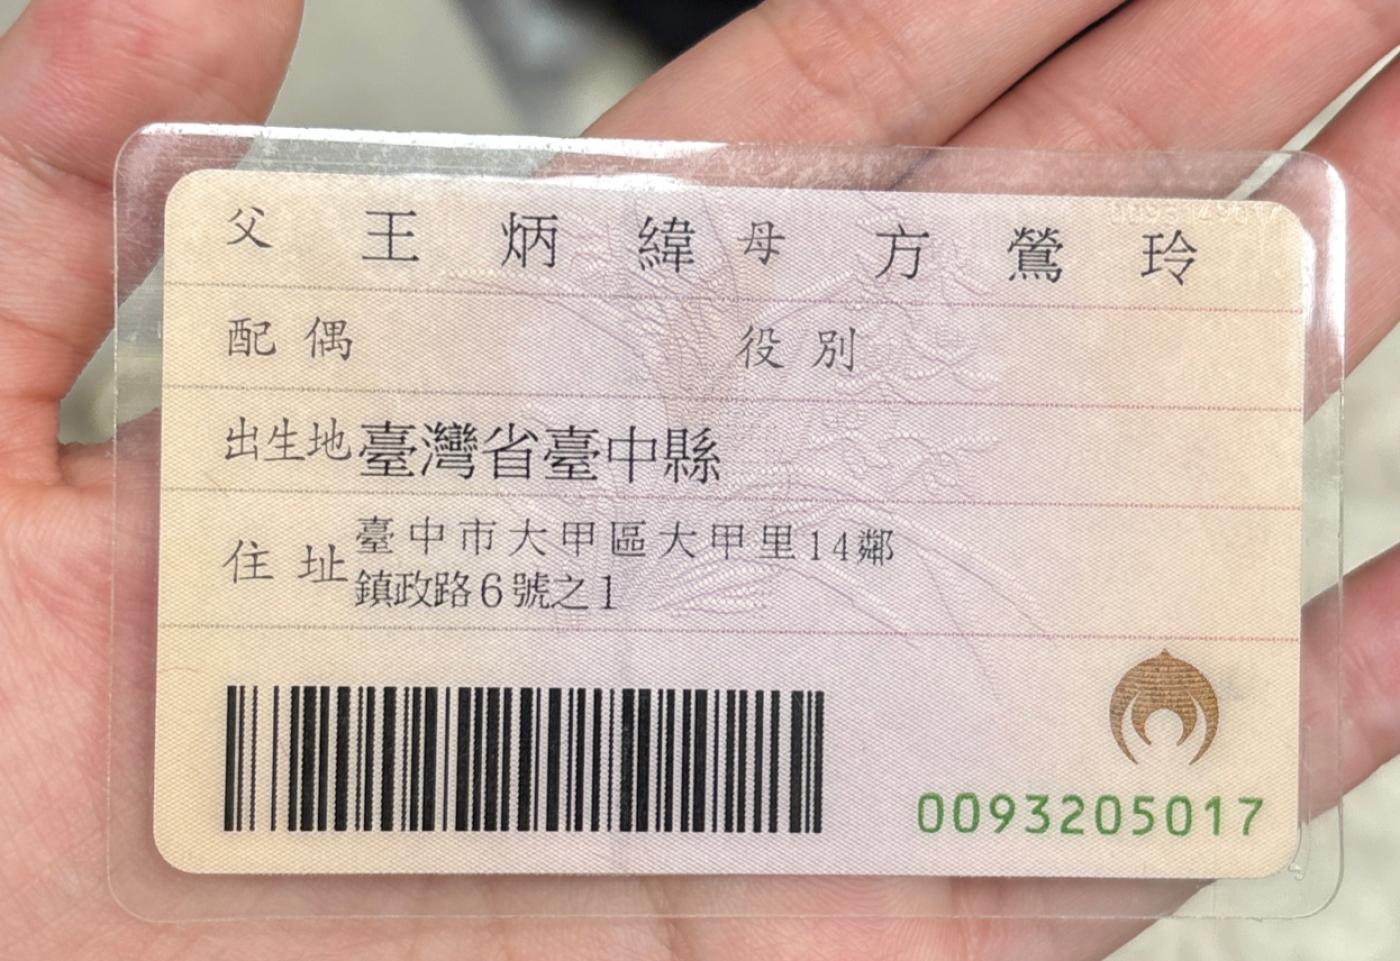 父 王炳緯 母 方鶯玲
配偶 役別
出生地 臺灣省臺中縣
住址 臺中市大甲區大甲里14鄰
鎮政路6號之1
0093205017